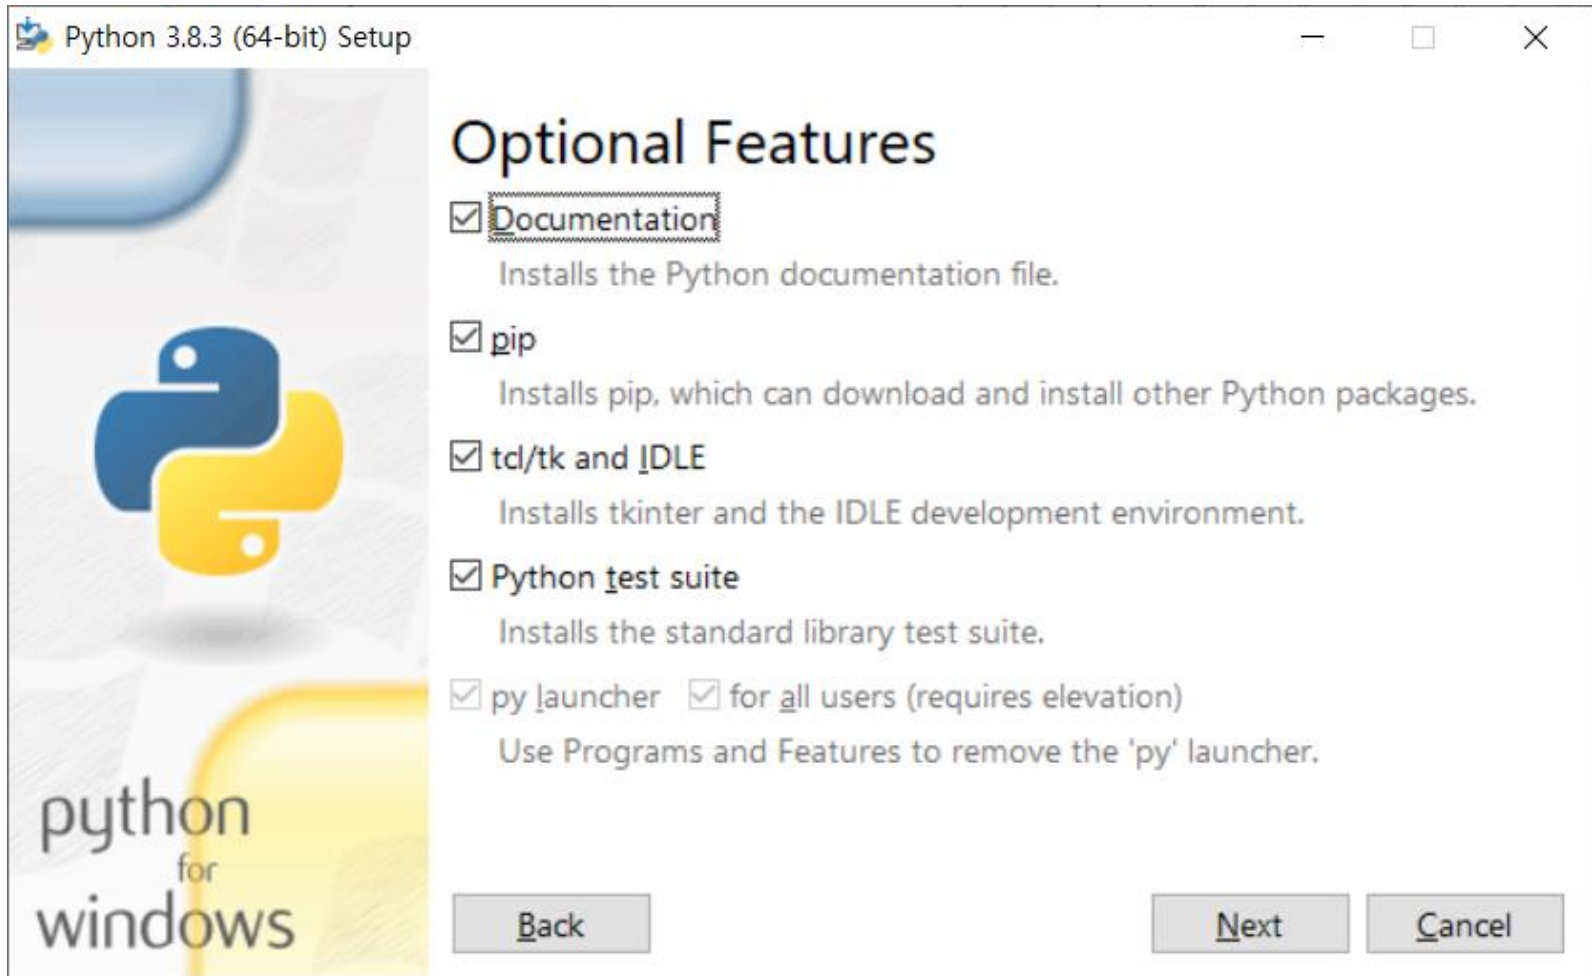 Python 3.8.3 (64-bit) Setup
Optional Features
Documentation
Installs the Python documentation file.
pip
Installs pip, which can download and install other Python packages.
tcl/tk and IDLE
Installs tkinter and the IDLE development environment.
Python test suite
Installs the standard library test suite.
py launcher for all users (requires elevation)
Use Programs and Features to remove the 'py' launcher.
python
for
windows
Back Next Cancel